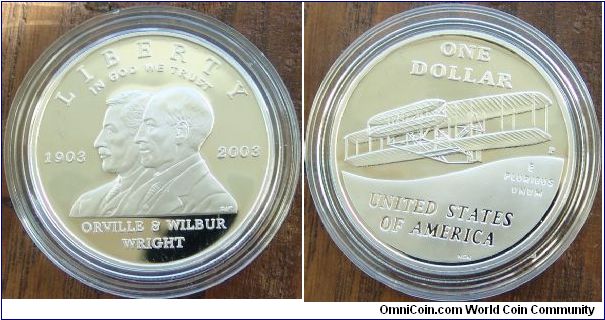 LIBERTY
IN GOD WE TRUST
1903 2003
ORVILLE & WILBUR
WRIGHT
ONE
DOLLAR
P
E
PLURIBUS
UNUM
UNITED STATES
OF AMERICA
OmniCoin.com World Coin Community